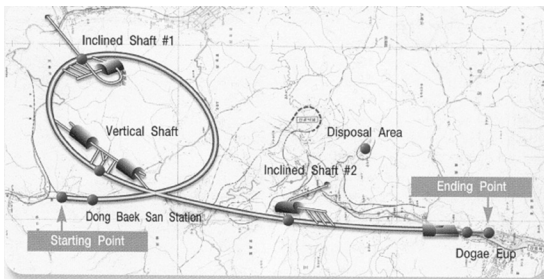 Inclined Shaft #1
Vertical Shaft
Disposal Area
Inclined Shaft #2
Ending Point
Dong Baek San Station
Starting Point
Dogae Eup